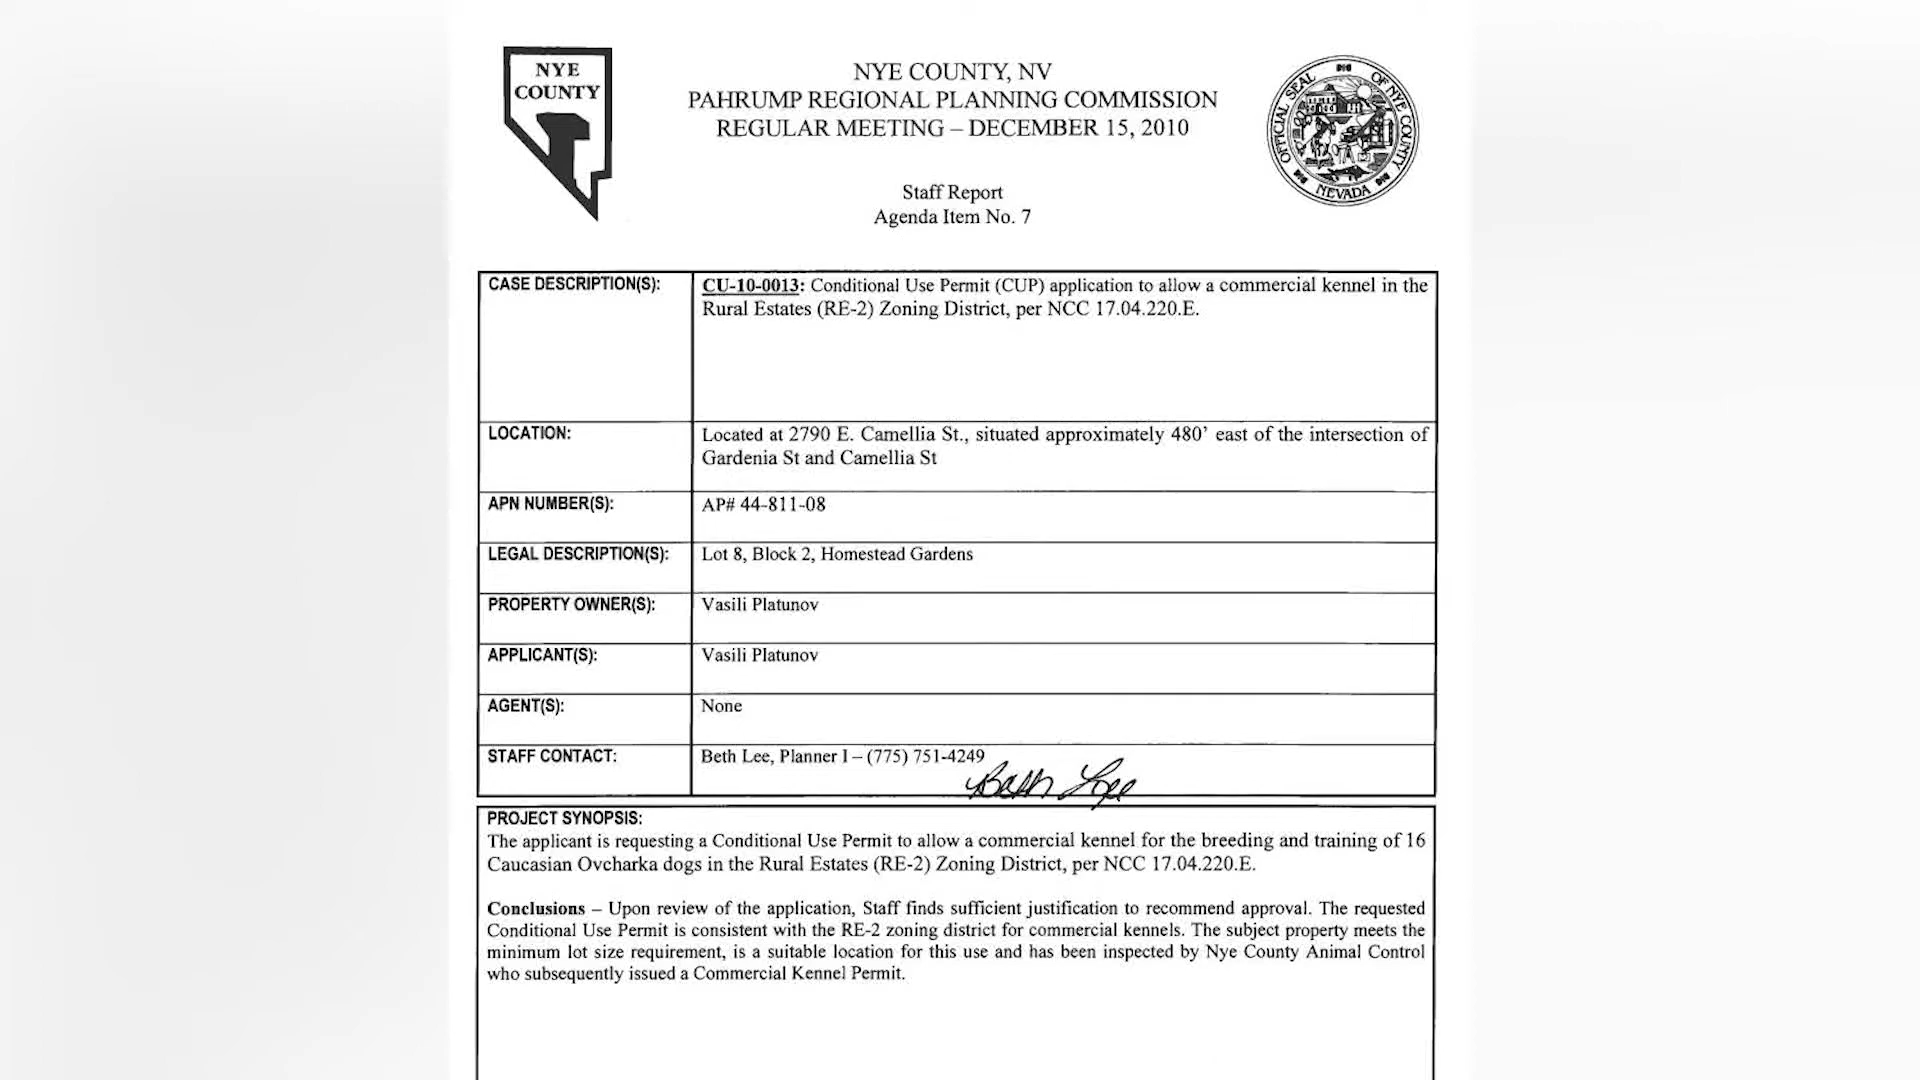 NYE
COUNTY
NYE COUNTY, NV
PAHRUMP REGIONAL PLANNING COMMISSION
REGULAR MEETING – DECEMBER 15, 2010
OFFICIAL SEAL OF NYE COUNTY
NEVADA
Staff Report
Agenda Item No. 7
CASE DESCRIPTION(S):
CU-10-0013: Conditional Use Permit (CUP) application to allow a commercial kennel in the
Rural Estates (RE-2) Zoning District, per NCC 17.04.220.E.
LOCATION:
Located at 2790 E. Camellia St., situated approximately 480’ east of the intersection of
Gardenia St and Camellia St
APN NUMBER(S):
AP# 44-811-08
LEGAL DESCRIPTION(S):
Lot 8, Block 2, Homestead Gardens
PROPERTY OWNER(S):
Vasili Platunov
APPLICANT(S):
Vasili Platunov
AGENT(S):
None
STAFF CONTACT:
Beth Lee, Planner I – (775) 751-4249
Beth Lee
PROJECT SYNOPSIS:
The applicant is requesting a Conditional Use Permit to allow a commercial kennel for the breeding and training of 16
Caucasian Ovcharka dogs in the Rural Estates (RE-2) Zoning District, per NCC 17.04.220.E.
Conclusions – Upon review of the application, Staff finds sufficient justification to recommend approval. The requested
Conditional Use Permit is consistent with the RE-2 zoning district for commercial kennels. The subject property meets the
minimum lot size requirement, is a suitable location for this use and has been inspected by Nye County Animal Control
who subsequently issued a Commercial Kennel Permit.